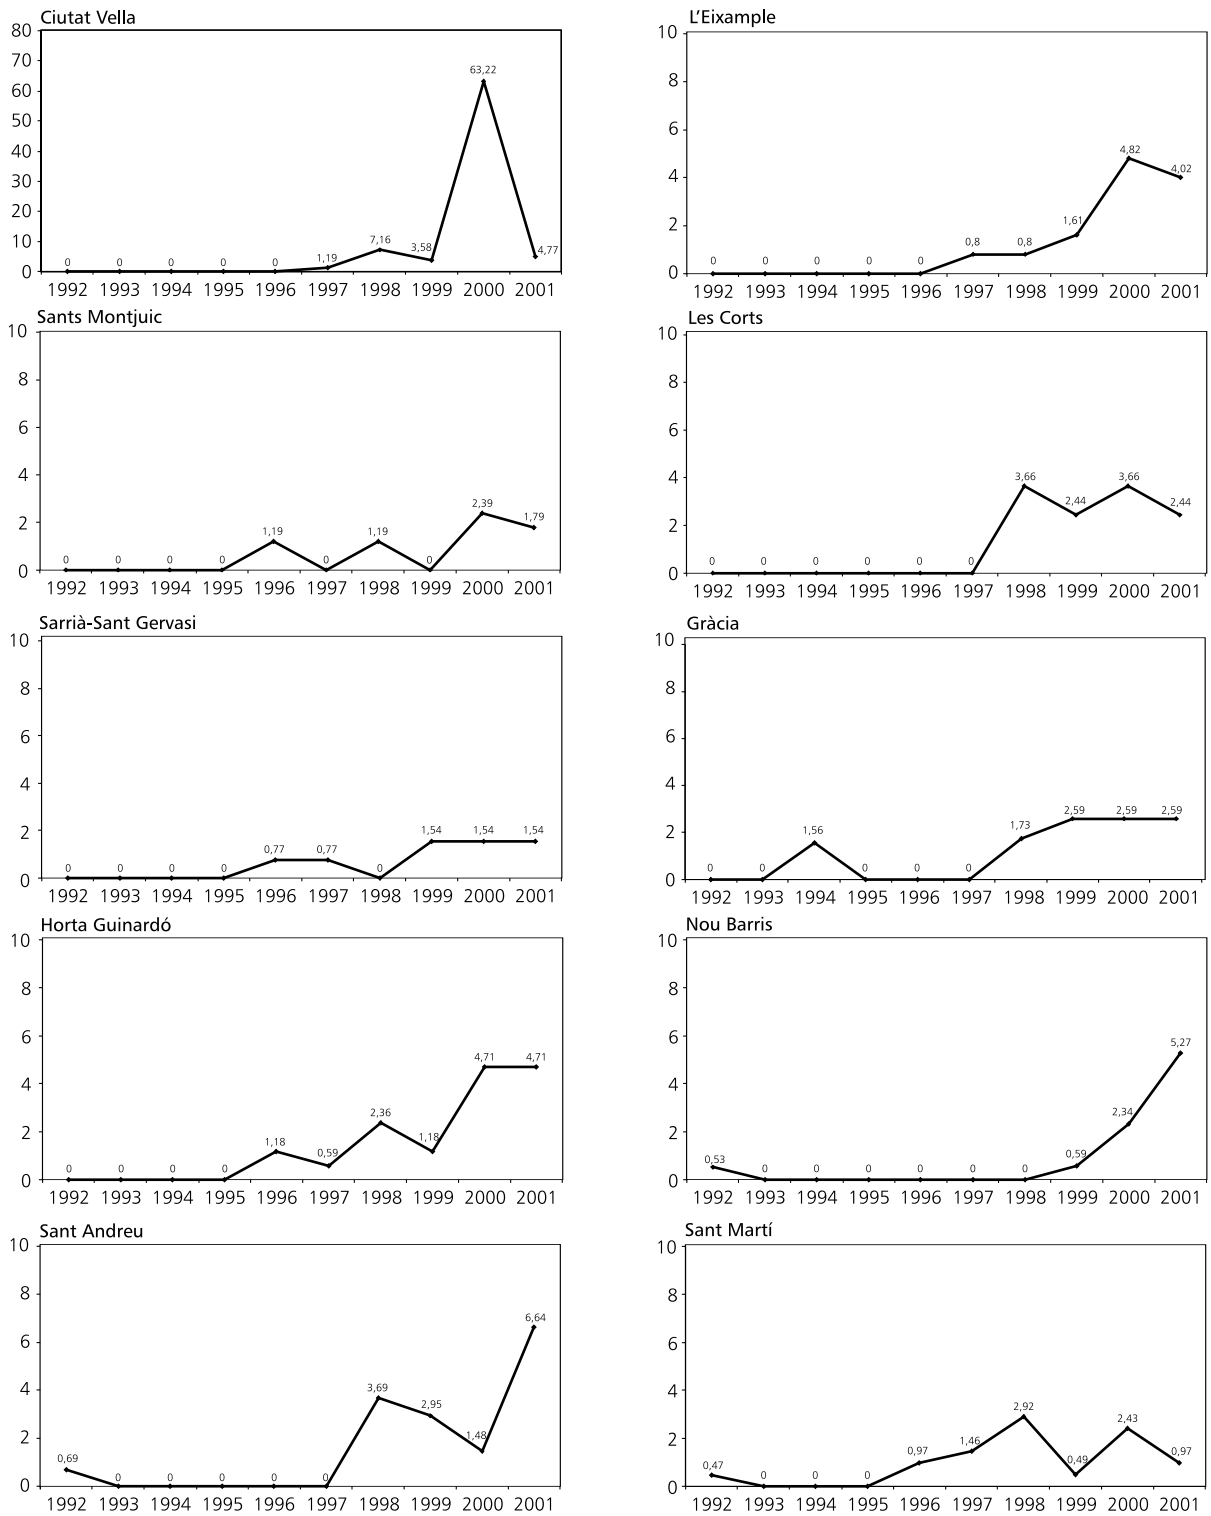 Ciutat Vella
80
70
60
50
40
30
20
10
0
0 0 0 0 0 1,19 7,16 3,58 63,22 4,77
1992 1993 1994 1995 1996 1997 1998 1999 2000 2001
L'Eixample
10
8
6
4
2
0
0 0 0 0 0 0,8 0,8 1,61 4,82 4,02
1992 1993 1994 1995 1996 1997 1998 1999 2000 2001
Sants Montjuic
10
8
6
4
2
0
0 0 0 0 1,19 0 1,19 0 2,39 1,79
1992 1993 1994 1995 1996 1997 1998 1999 2000 2001
Les Corts
10
8
6
4
2
0
0 0 0 0 0 0 3,66 2,44 3,66 2,44
1992 1993 1994 1995 1996 1997 1998 1999 2000 2001
Sarrià-Sant Gervasi
10
8
6
4
2
0
0 0 0 0 0,77 0,77 0 1,54 1,54 1,54
1992 1993 1994 1995 1996 1997 1998 1999 2000 2001
Gràcia
10
8
6
4
2
0
0 0 1,56 0 0 0 1,73 2,59 2,59 2,59
1992 1993 1994 1995 1996 1997 1998 1999 2000 2001
Horta Guinardó
10
8
6
4
2
0
0 0 0 0 1,18 0,59 2,36 1,18 4,71 4,71
1992 1993 1994 1995 1996 1997 1998 1999 2000 2001
Nou Barris
10
8
6
4
2
0
0,53 0 0 0 0 0 0 0,59 2,34 5,27
1992 1993 1994 1995 1996 1997 1998 1999 2000 2001
Sant Andreu
10
8
6
4
2
0
0,69 0 0 0 0 0 3,69 2,95 1,48 6,64
1992 1993 1994 1995 1996 1997 1998 1999 2000 2001
Sant Martí
10
8
6
4
2
0
0,47 0 0 0 0,97 1,46 2,92 0,49 2,43 0,97
1992 1993 1994 1995 1996 1997 1998 1999 2000 2001